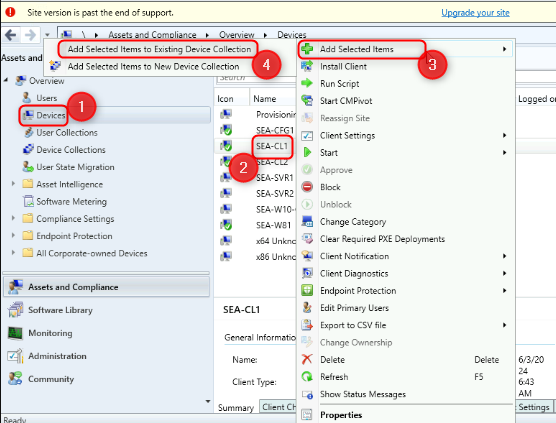 Site version is past the end of support. Upgrade your site
\ Assets and Compliance Overview Devices
Assets and
Add Selected Items to Existing Device Collection
Add Selected Items to New Device Collection
4
Overview
Users
Devices
1
User Collections
Device Collections
User State Migration
Asset Intelligence
Software Metering
Compliance Settings
Endpoint Protection
All Corporate-owned Devices
Assets and Compliance
Software Library
Monitoring
Administration
Community
Ready
Search
Icon Name Logged o
Provisionin
SEA-CFG1
SEA-CL1
SEA-CL2
2
SEA-SVR1
SEA-SVR2
SEA-W10-
SEA-W81
x64 Unkno
x86 Unkno
SEA-CL1
General Informatio
Name:
Client Type:
Summary Client Ch
Add Selected Items
3
Install Client
Run Script
Start CMPivot
Reassign Site
Client Settings
Start
Approve
Block
Unblock
Change Category
Clear Required PXE Deployments
Client Notification
Client Diagnostics
Endpoint Protection
Edit Primary Users
Export to CSV file
Change Ownership
Delete Delete
Refresh F5
Show Status Messages
Properties
6/3/20
24
6:43
AM
Settings